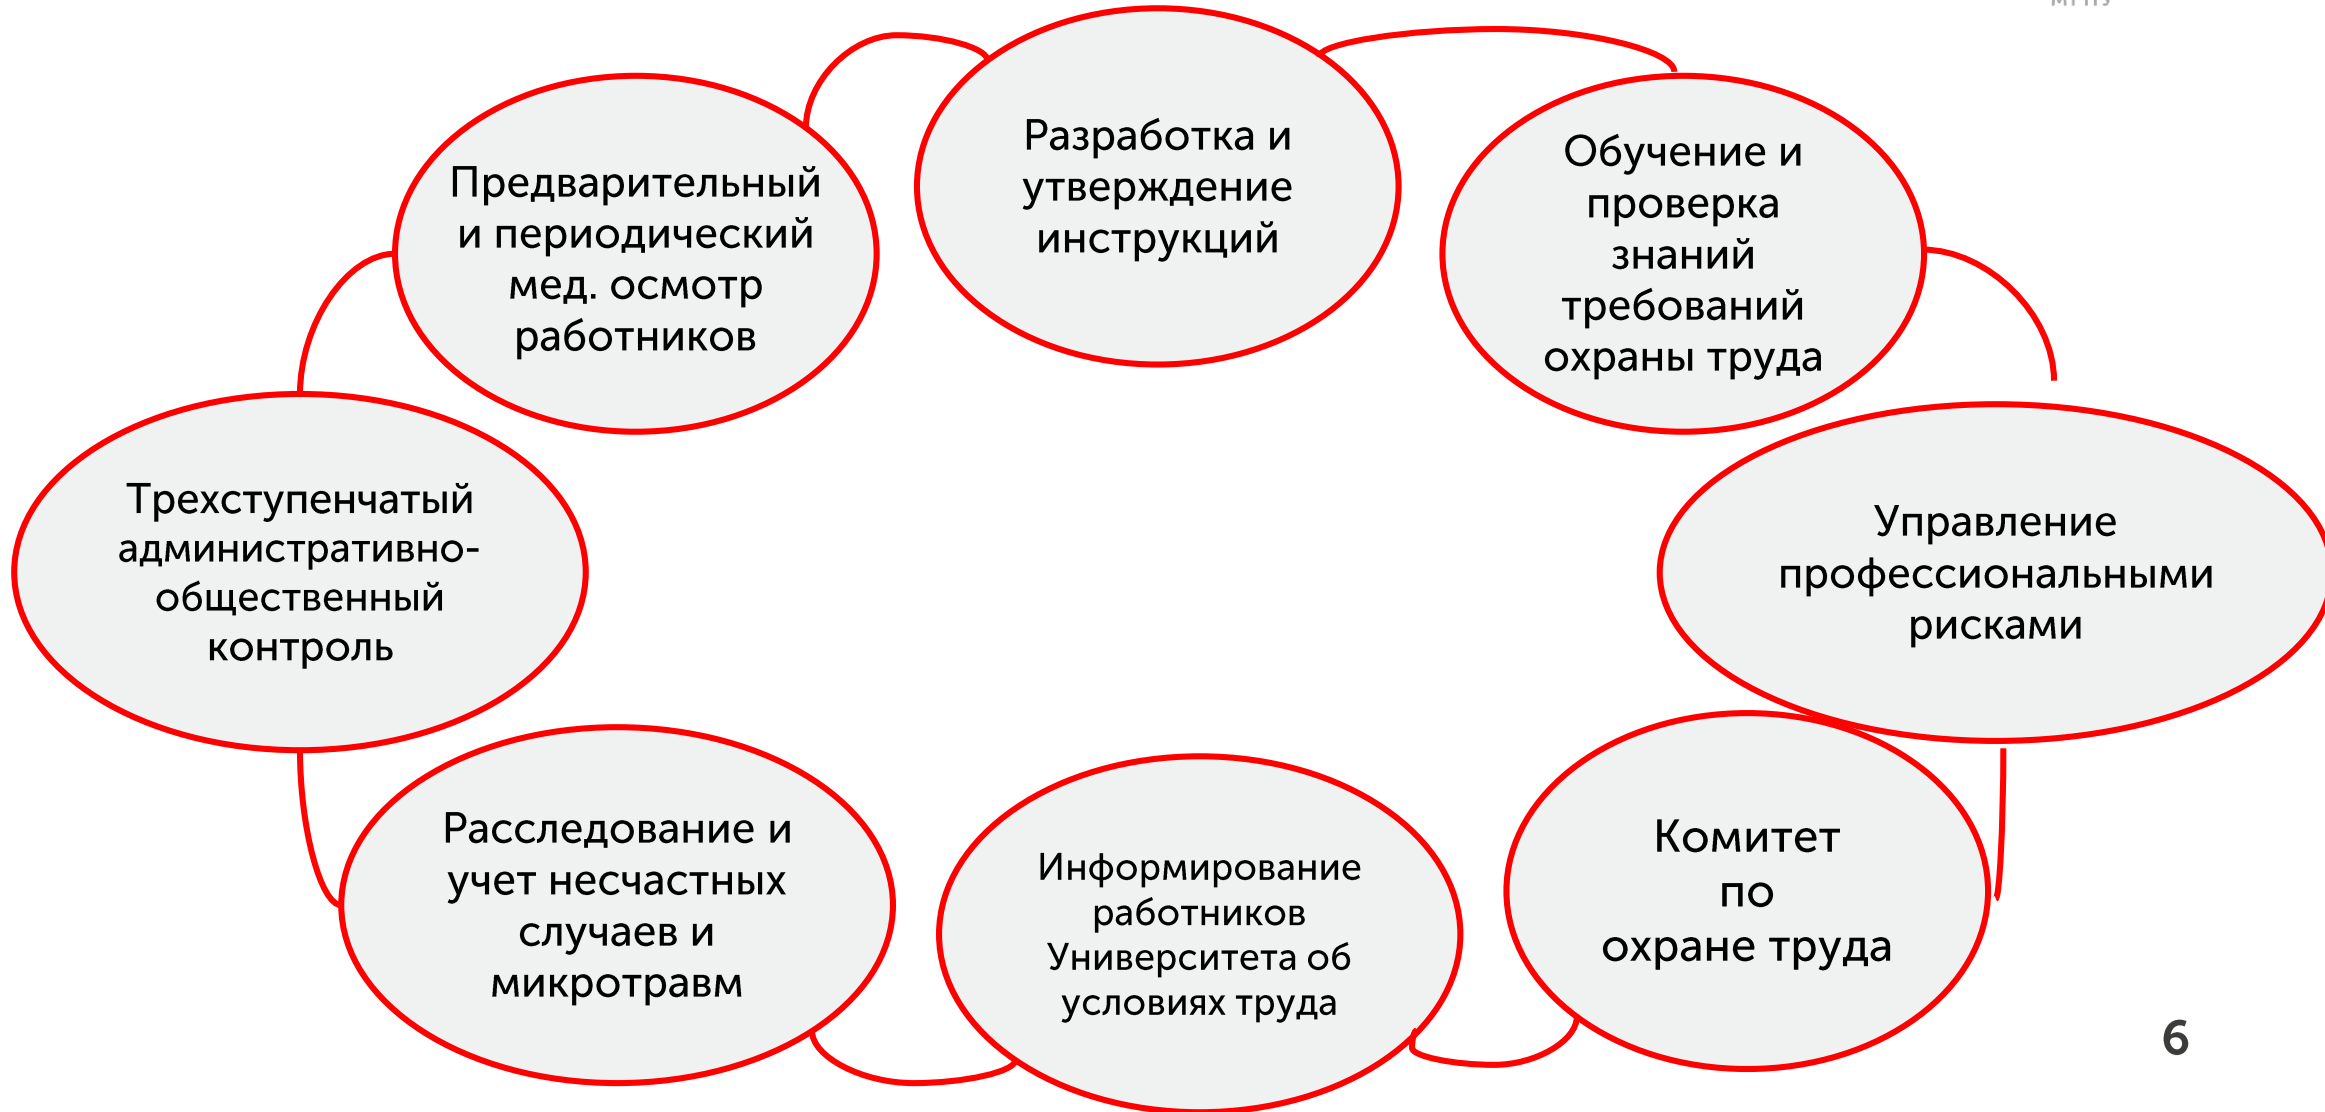 Разработка и
утверждение
инструкций
Предварительный
и периодический
мед. осмотр
работников
Обучение и
проверка
знаний
требований
охраны труда
Трехступенчатый
административно-
общественный
контроль
Управление
профессиональными
рисками
Расследование и
учет несчастных
случаев и
микротравм
Информирование
работников
Университета об
условиях труда
Комитет
по
охране труда
6